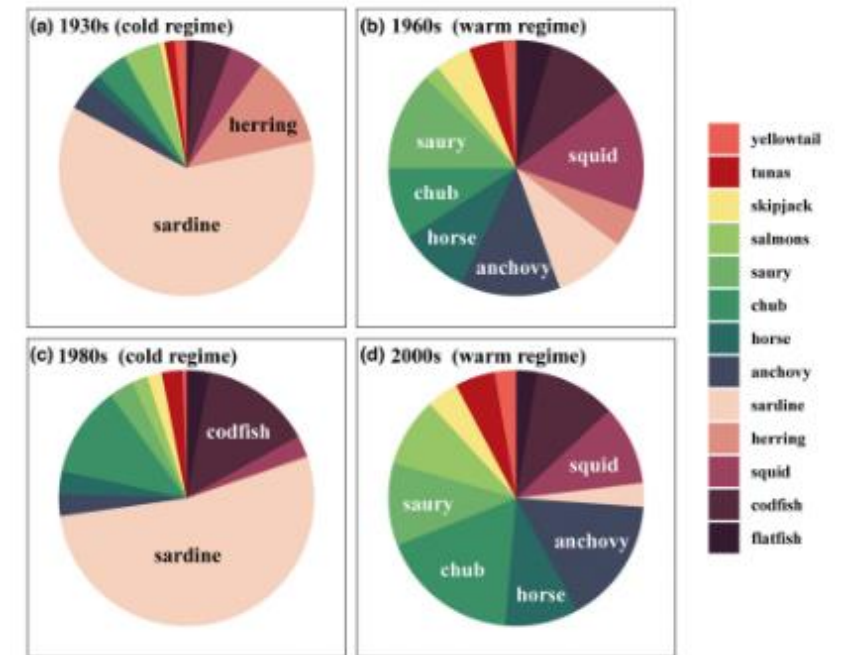 (a) 1930s (cold regime)
herring
sardine
(b) 1960s (warm regime)
saury
squid
chub
horse
anchovy
(c) 1980s (cold regime)
codfish
sardine
(d) 2000s (warm regime)
squid
saury
anchovy
chub
horse
yellowtail
tunas
skipjack
salmons
saury
chub
horse
anchovy
sardine
herring
squid
codfish
flatfish